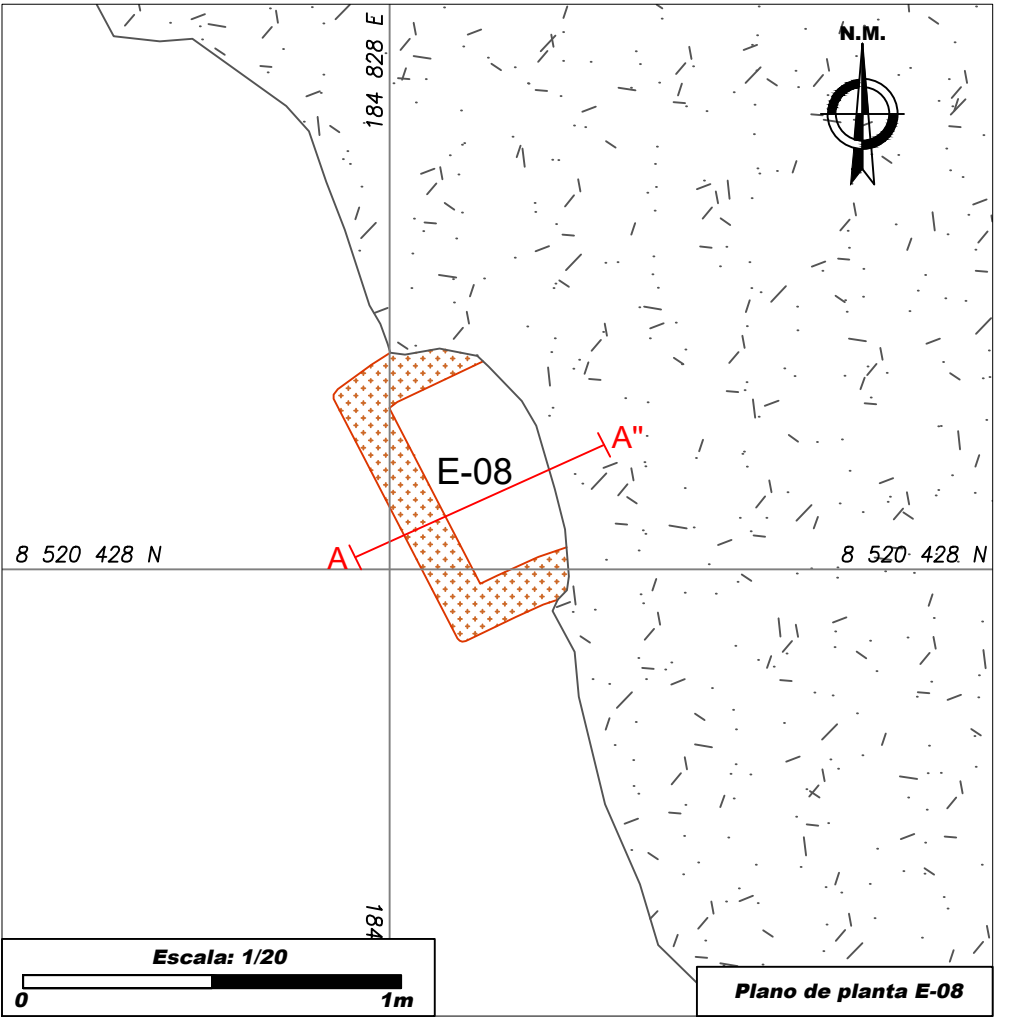 184 828 E
N.M.
A"
E-08
A
8 520 428 N
8 520 428 N
184
Escala: 1/20
0
1m
Plano de planta E-08